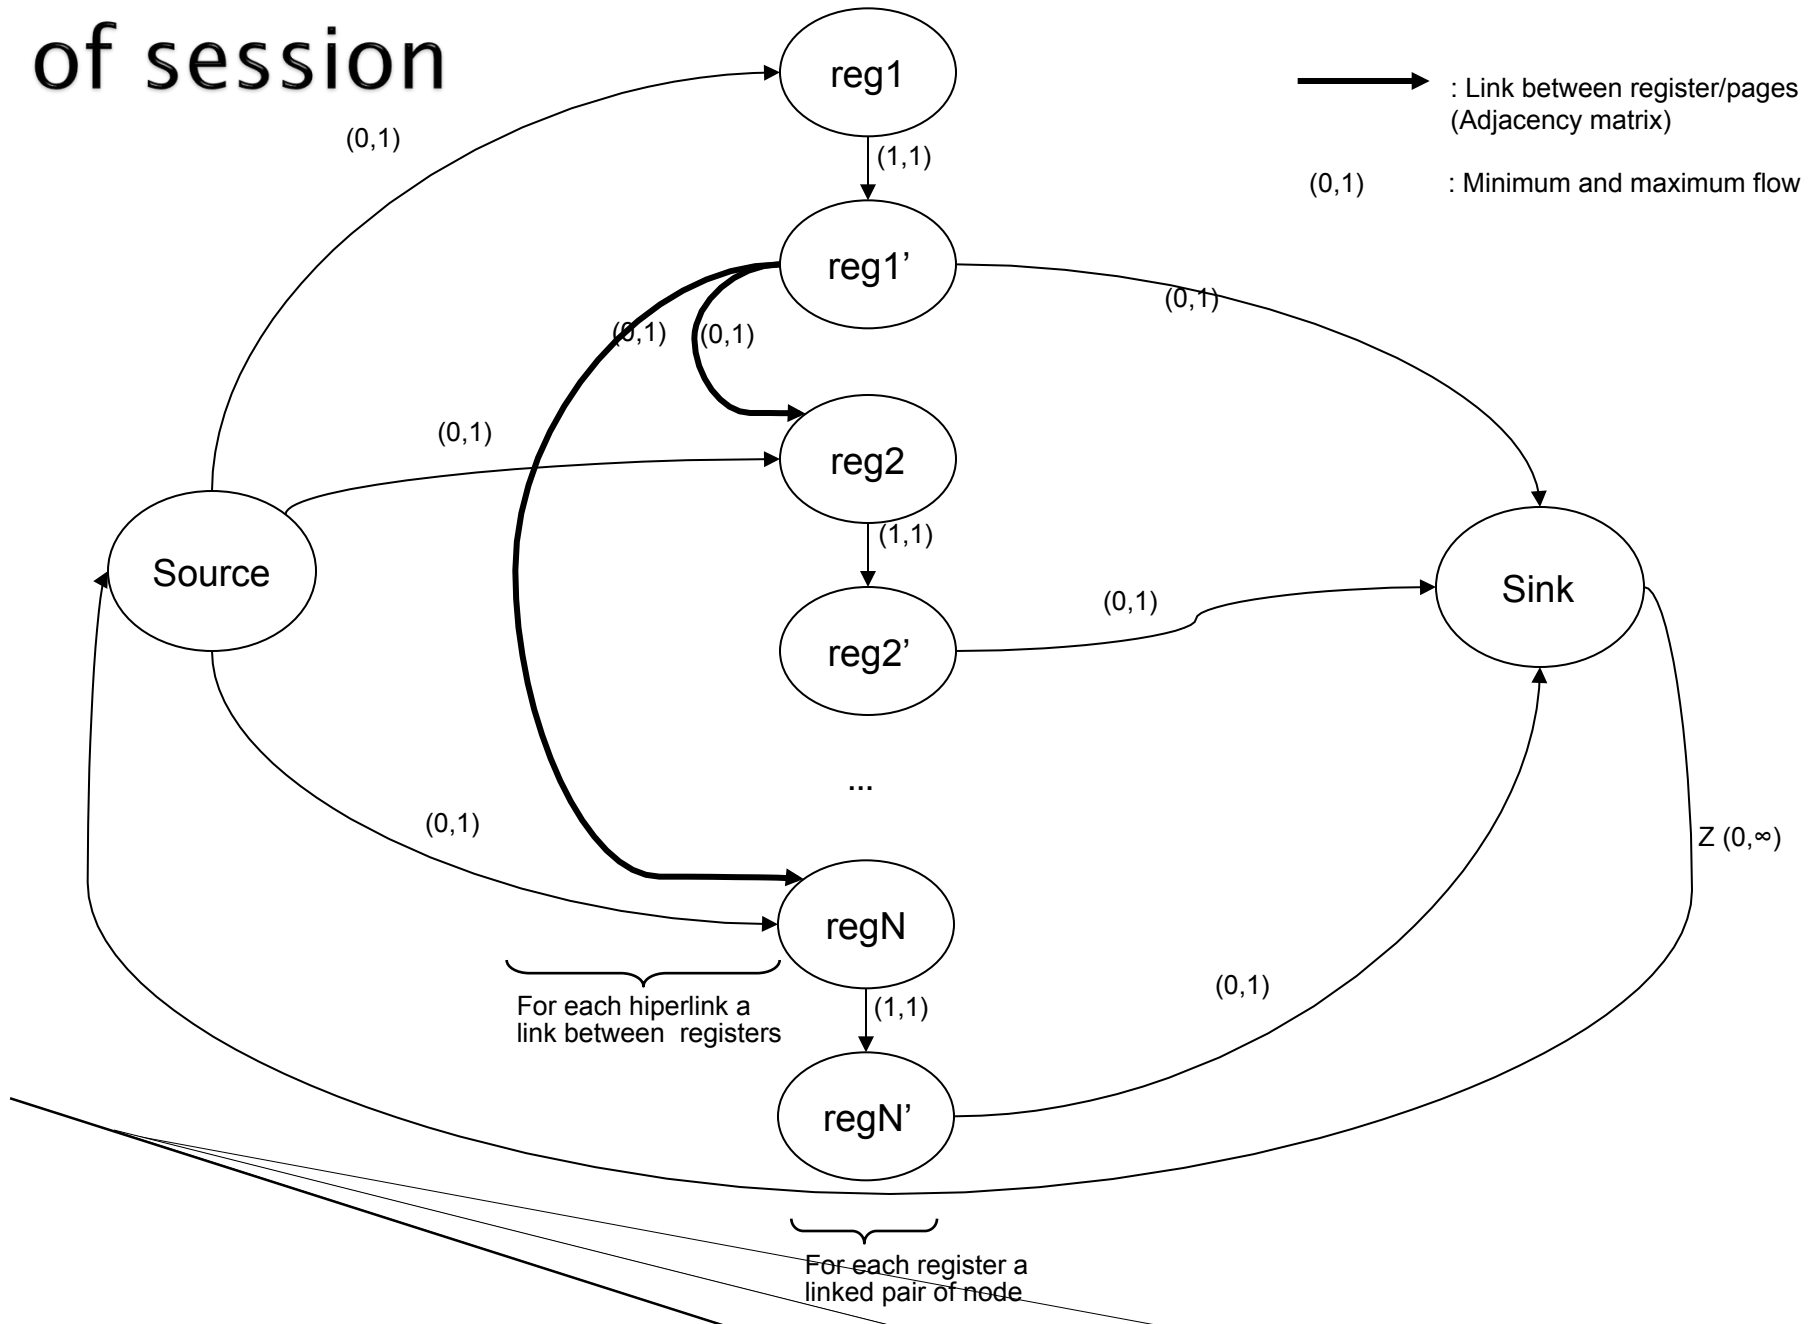 of session
reg1
: Link between register/pages
(Adjacency matrix)
(0,1)
(1,1)
(0,1)
: Minimum and maximum flow
reg1’
(0,1)
(0,1)
(0,1)
(0,1)
reg2
(1,1)
Source
Sink
(0,1)
reg2’
...
(0,1)
Z (0,∞)
regN
(0,1)
For each hiperlink a
link between registers
(1,1)
regN’
For each register a
linked pair of node